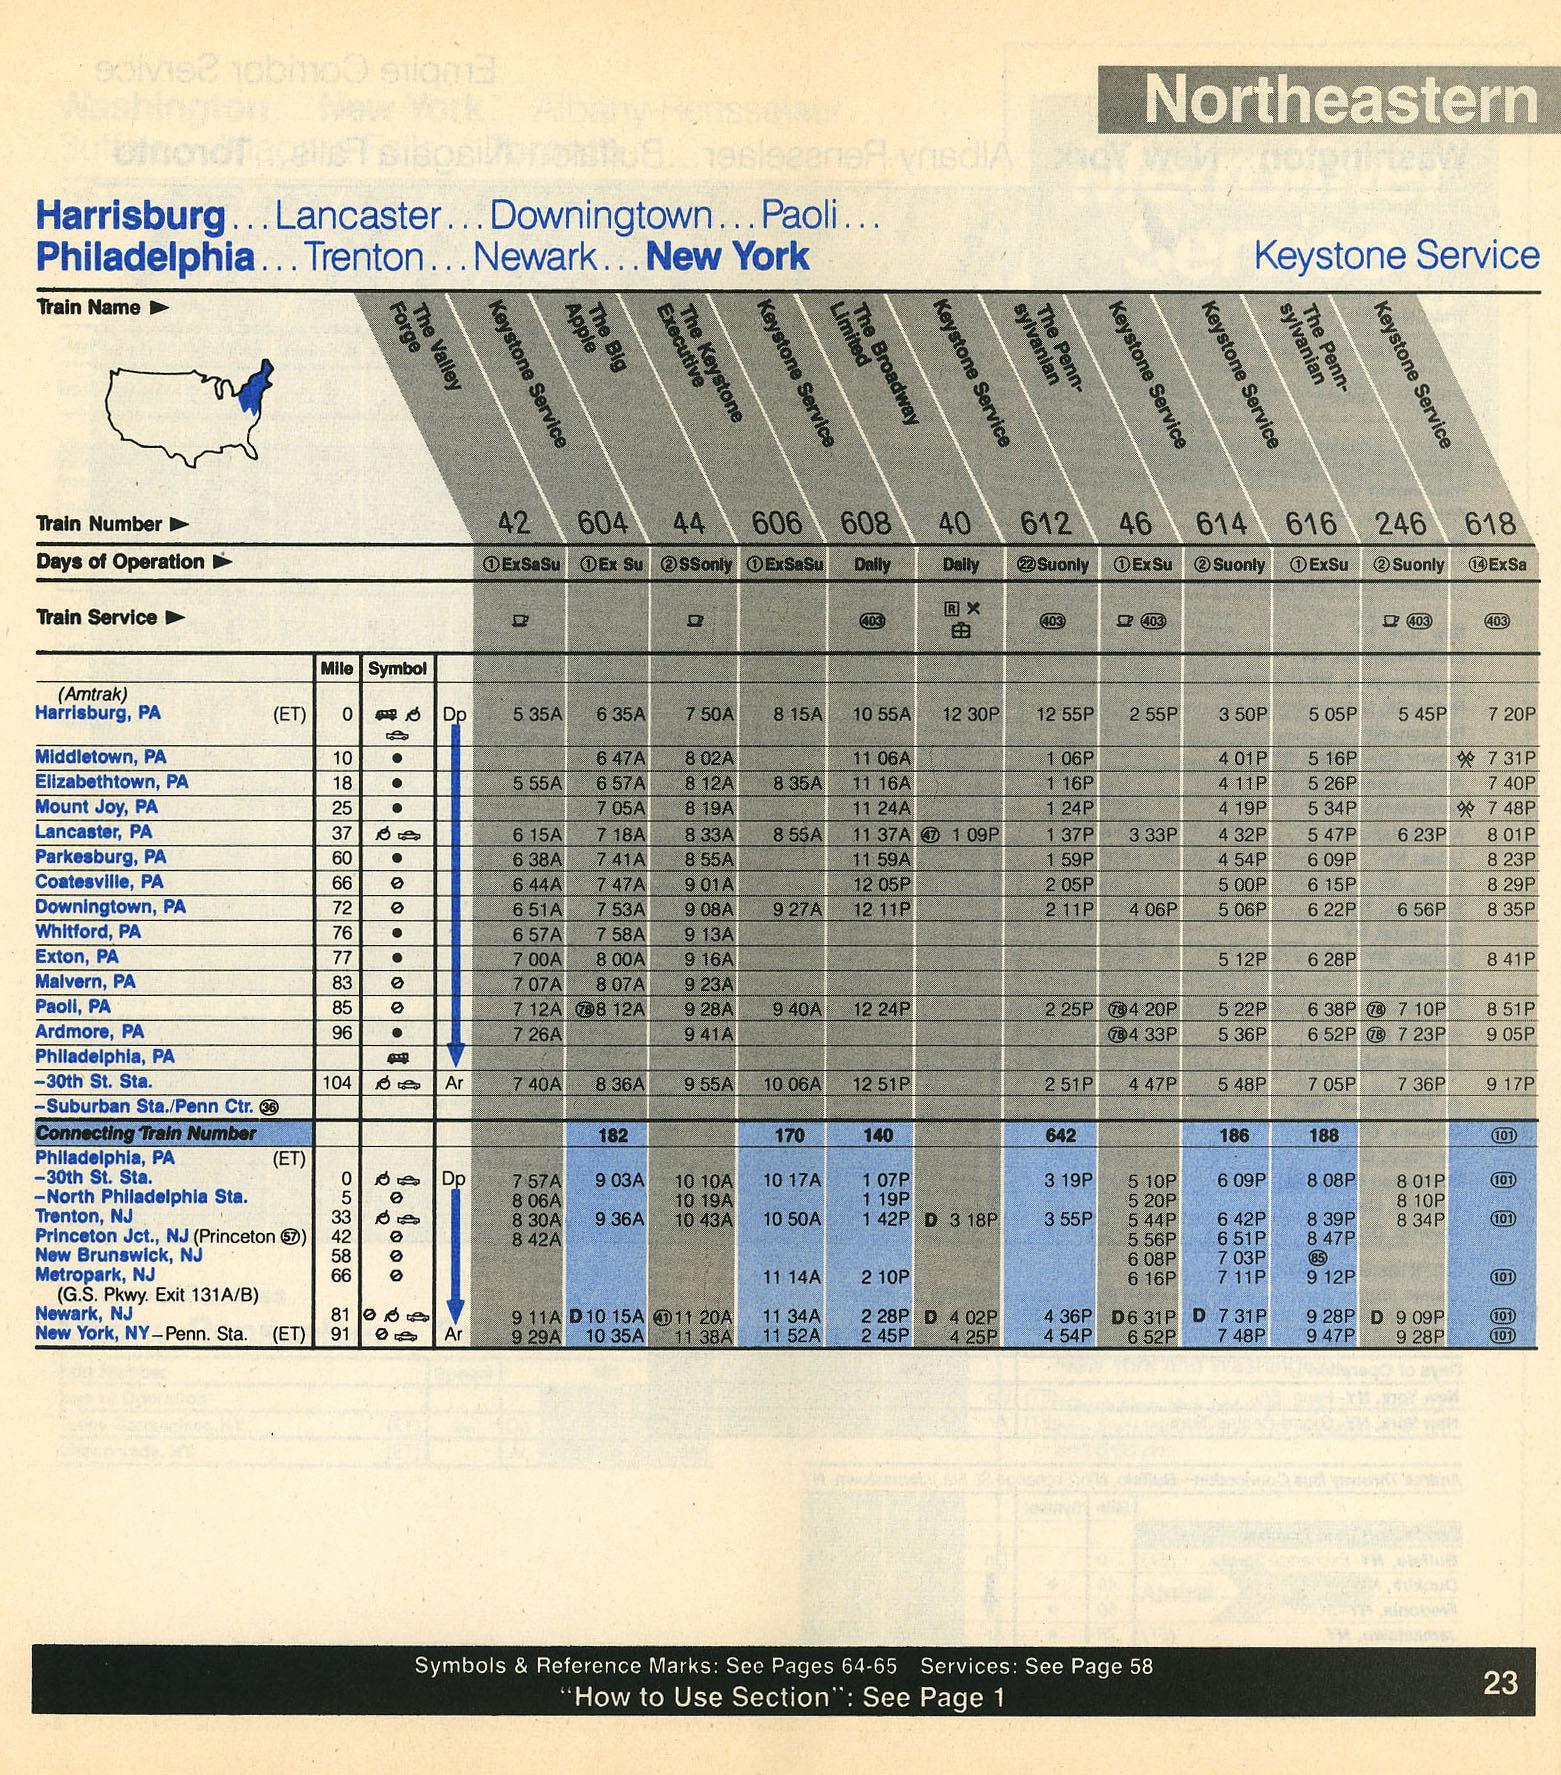 Northeastern
Harrisburg...Lancaster...Downingtown...Paoli...
Philadelphia...Trenton...Newark...New York
Keystone Service
Train Name ▶ The Valley Forge Keystone Service The Big Apple The Keystone Executive Keystone Service The Broadway Limited Keystone Service The Penn-sylvanian Keystone Service Keystone Service The Penn-sylvanian Keystone Service
Train Number ▶ 42 604 44 606 608 40 612 46 614 616 246 618
Days of Operation ▶ ①ExSaSu ①Ex Su ②SSonly ①ExSaSu Daily Daily ㉒Suonly ①ExSu ②Suonly ①ExSu ②Suonly ⑭ExSa
Train Service ▶ 403 R 403 403 403 403
Mile Symbol
(Amtrak)
Harrisburg, PA (ET) 0 Dp 5 35A 6 35A 7 50A 8 15A 10 55A 12 30P 12 55P 2 55P 3 50P 5 05P 5 45P 7 20P
Middletown, PA 10 ● 6 47A 8 02A 11 06A 1 06P 4 01P 5 16P 7 31P
Elizabethtown, PA 18 ● 5 55A 6 57A 8 12A 8 35A 11 16A 1 16P 4 11P 5 26P 7 40P
Mount Joy, PA 25 ● 7 05A 8 19A 11 24A 1 24P 4 19P 5 34P 7 48P
Lancaster, PA 37 6 15A 7 18A 8 33A 8 55A 11 37A ㊼ 1 09P 1 37P 3 33P 4 32P 5 47P 6 23P 8 01P
Parkesburg, PA 60 ● 6 38A 7 41A 8 55A 11 59A 1 59P 4 54P 6 09P 8 23P
Coatesville, PA 66 6 44A 7 47A 9 01A 12 05P 2 05P 5 00P 6 15P 8 29P
Downingtown, PA 72 6 51A 7 53A 9 08A 9 27A 12 11P 2 11P 4 06P 5 06P 6 22P 6 56P 8 35P
Whitford, PA 76 ● 6 57A 7 58A 9 13A
Exton, PA 77 ● 7 00A 8 00A 9 16A 5 12P 6 28P 8 41P
Malvern, PA 83 7 07A 8 07A 9 23A
Paoli, PA 85 7 12A (78)8 12A 9 28A 9 40A 12 24P 2 25P (78)4 20P 5 22P 6 38P (78) 7 10P 8 51P
Ardmore, PA 96 ● 7 26A 9 41A (78)4 33P 5 36P 6 52P (78) 7 23P 9 05P
Philadelphia, PA
–30th St. Sta. 104 Ar 7 40A 8 36A 9 55A 10 06A 12 51P 2 51P 4 47P 5 48P 7 05P 7 36P 9 17P
–Suburban Sta./Penn Ctr. ㊱
Connecting Train Number 182 170 140 642 186 188 (101)
Philadelphia, PA (ET)
–30th St. Sta. 0 Dp 7 57A 9 03A 10 10A 10 17A 1 07P 3 19P 5 10P 6 09P 8 08P 8 01P (101)
–North Philadelphia Sta. 5 8 06A 10 19A 1 19P 5 20P 8 10P
Trenton, NJ 33 8 30A 9 36A 10 43A 10 50A 1 42P D 3 18P 3 55P 5 44P 6 42P 8 39P 8 34P (101)
Princeton Jct., NJ (Princeton (57)) 42 8 42A 5 56P 6 51P 8 47P
New Brunswick, NJ 58 6 08P 7 03P (85)
Metropark, NJ 66 11 14A 2 10P 6 16P 7 11P 9 12P (101)
(G.S. Pkwy. Exit 131A/B)
Newark, NJ 81 9 11A D10 15A ㊶11 20A 11 34A 2 28P D 4 02P 4 36P D6 31P D 7 31P 9 28P D 9 09P (101)
New York, NY–Penn. Sta. (ET) 91 Ar 9 29A 10 35A 11 38A 11 52A 2 45P 4 25P 4 54P 6 52P 7 48P 9 47P 9 28P (101)
Symbols & Reference Marks: See Pages 64-65 Services: See Page 58
"How to Use Section": See Page 1
23